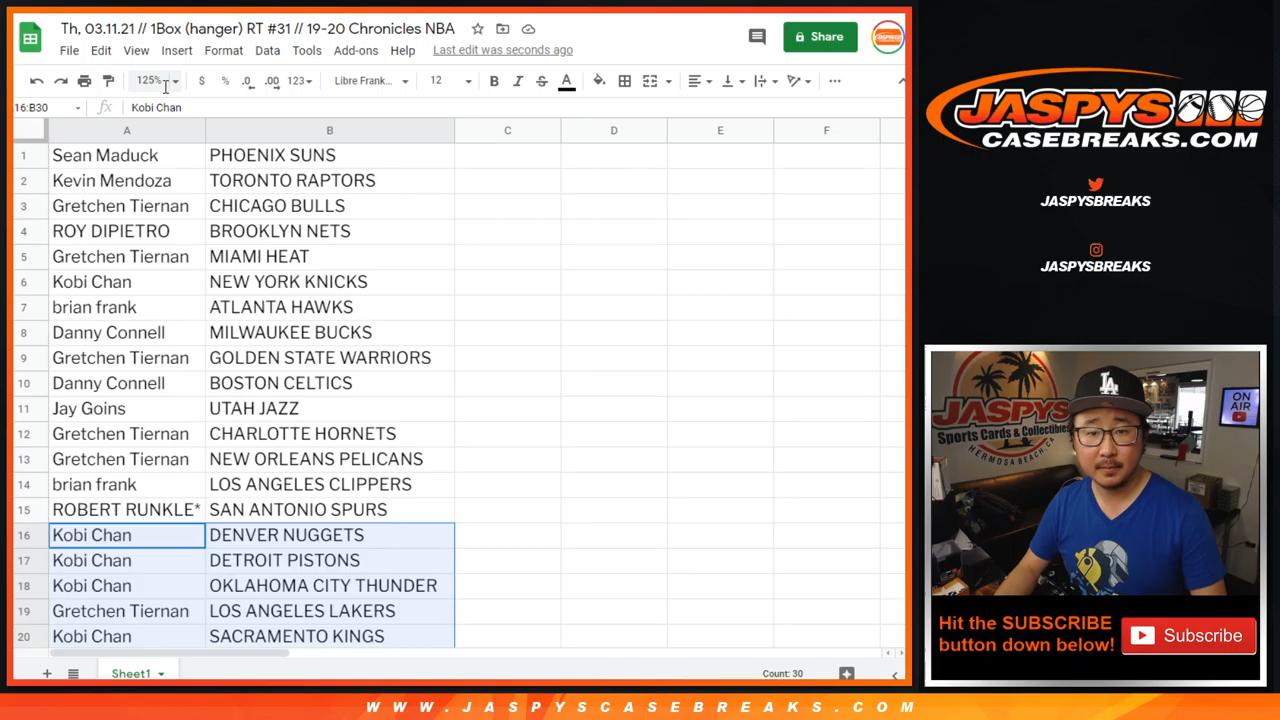 Th, 03.11.21 // 1Box (hanger) RT #31 // 19-20 Chronicles NBA
File Edit View Insert Format Data Tools Add-ons Help Last edit was seconds ago
Share
125% $ % .0 .00 123 Libre Frank... 12 B I S A
16:B30 fx Kobi Chan
A B C D E F
1 Sean Maduck PHOENIX SUNS
2 Kevin Mendoza TORONTO RAPTORS
3 Gretchen Tiernan CHICAGO BULLS
4 ROY DIPIETRO BROOKLYN NETS
5 Gretchen Tiernan MIAMI HEAT
6 Kobi Chan NEW YORK KNICKS
7 brian frank ATLANTA HAWKS
8 Danny Connell MILWAUKEE BUCKS
9 Gretchen Tiernan GOLDEN STATE WARRIORS
10 Danny Connell BOSTON CELTICS
11 Jay Goins UTAH JAZZ
12 Gretchen Tiernan CHARLOTTE HORNETS
13 Gretchen Tiernan NEW ORLEANS PELICANS
14 brian frank LOS ANGELES CLIPPERS
15 ROBERT RUNKLE* SAN ANTONIO SPURS
16 Kobi Chan DENVER NUGGETS
17 Kobi Chan DETROIT PISTONS
18 Kobi Chan OKLAHOMA CITY THUNDER
19 Gretchen Tiernan LOS ANGELES LAKERS
20 Kobi Chan SACRAMENTO KINGS
Sheet1 Count: 30
JASPYS
CASEBREAKS.COM
JASPYSBREAKS
JASPYSBREAKS
JASPYS
Sports Cards & Collectibles
HERMOSA BEACH, CA
LA
ON
AIR
Hit the SUBSCRIBE
button down below!
Subscribe
WWW.JASPYSCASEBREAKS.COM